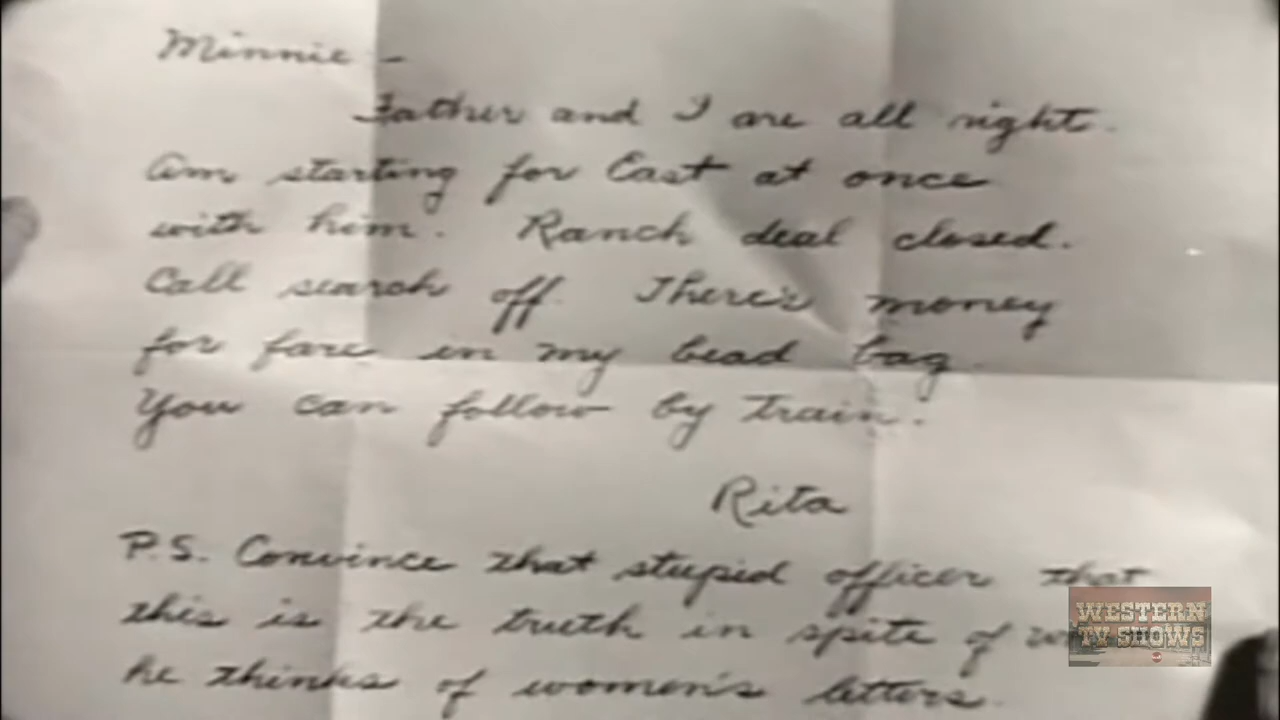 Minnie -
Father and I are all right.
Am starting for East at once
with him. Ranch deal closed.
Call search off. There's money
for fare in my bead bag.
You can follow by train.
Rita
P.S. Convince that stupid officer that
this is the truth in spite of
he thinks of women's letters.
WESTERN
TV SHOWS